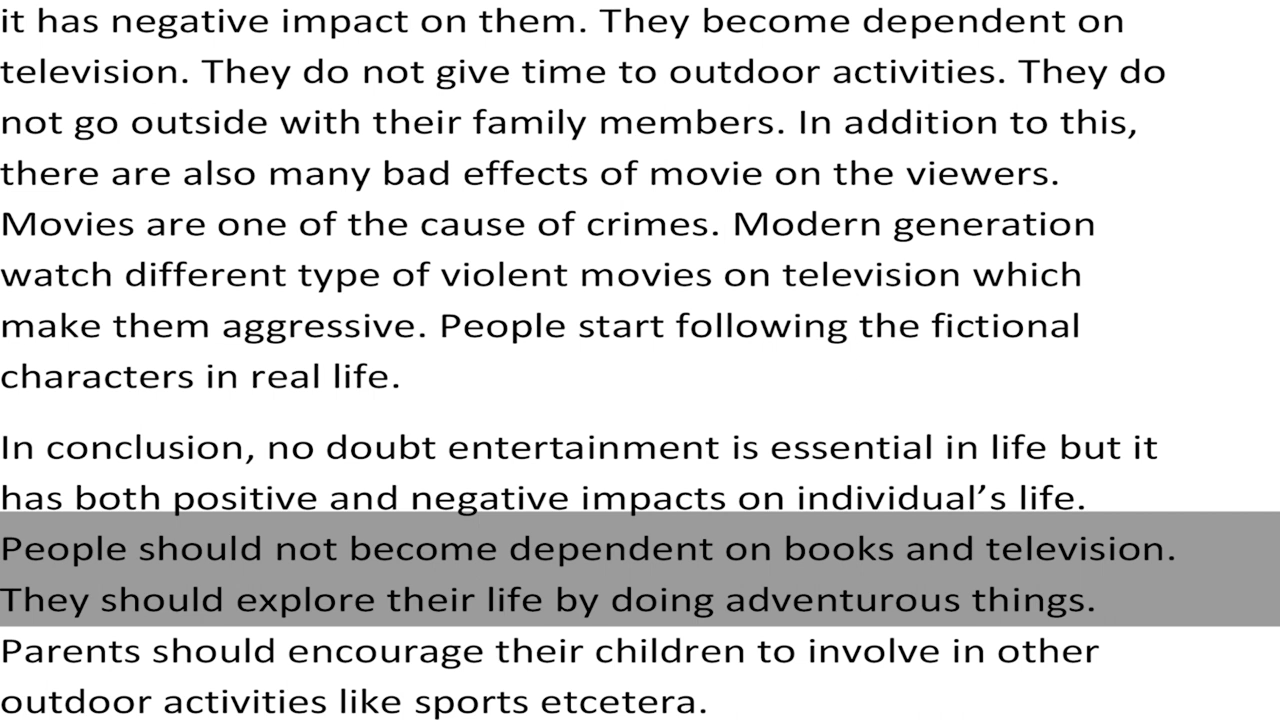 it has negative impact on them. They become dependent on
television. They do not give time to outdoor activities. They do
not go outside with their family members. In addition to this,
there are also many bad effects of movie on the viewers.
Movies are one of the cause of crimes. Modern generation
watch different type of violent movies on television which
make them aggressive. People start following the fictional
characters in real life.
In conclusion, no doubt entertainment is essential in life but it
has both positive and negative impacts on individual’s life.
People should not become dependent on books and television.
They should explore their life by doing adventurous things.
Parents should encourage their children to involve in other
outdoor activities like sports etcetera.